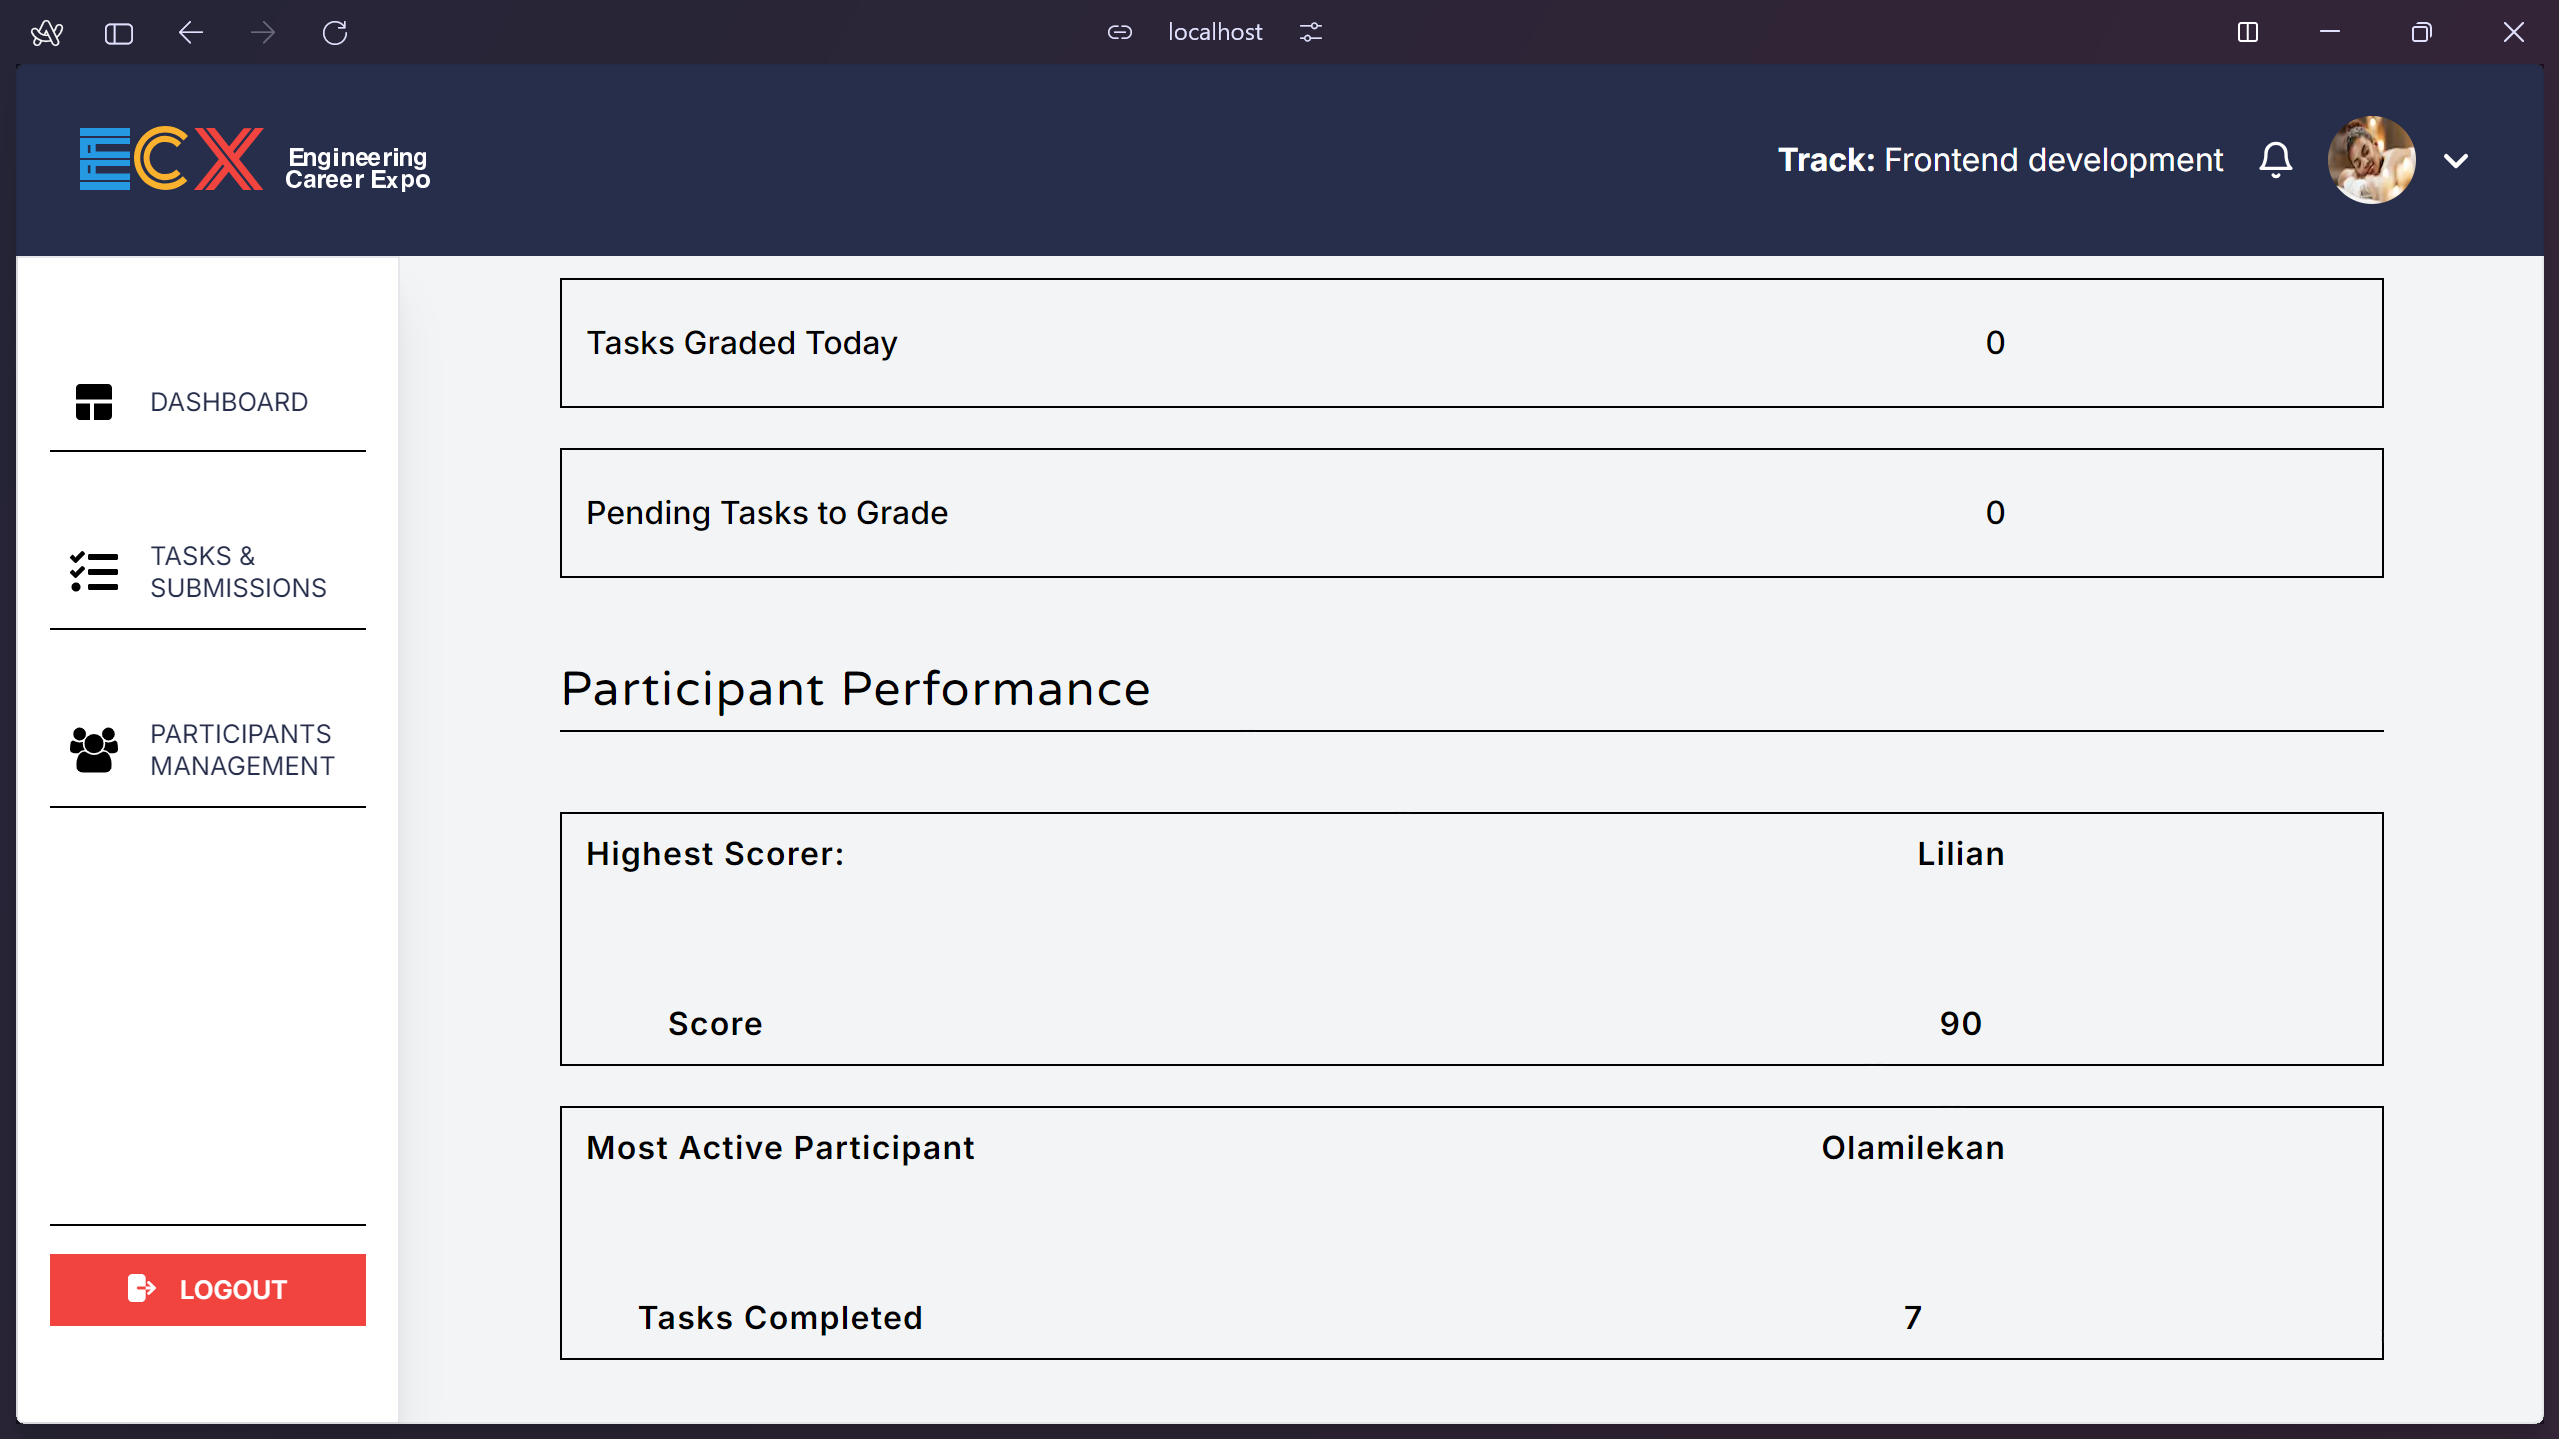 localhost
ECX Engineering
Career Expo
Track: Frontend development
DASHBOARD
TASKS &
SUBMISSIONS
PARTICIPANTS
MANAGEMENT
LOGOUT
Tasks Graded Today 0
Pending Tasks to Grade 0
Participant Performance
Highest Scorer: Lilian
Score 90
Most Active Participant Olamilekan
Tasks Completed 7